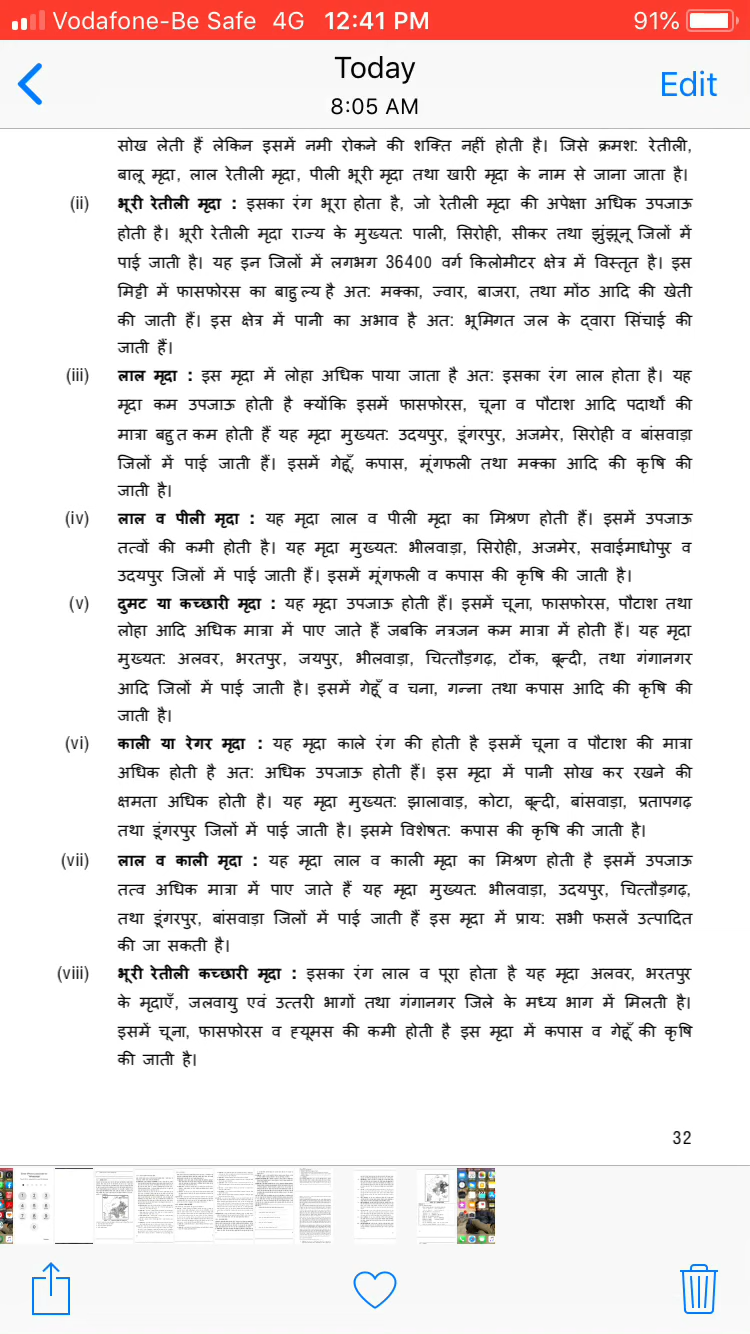 Vodafone-Be Safe 4G 12:41 PM 91%
Today
8:05 AM
Edit
सोख लेती हैं लेकिन इसमें नमी रोकने की शक्ति नहीं होती है। जिसे क्रमश: रेतीली,
बालू मृदा, लाल रेतीली मृदा, पीली भूरी मृदा तथा खारी मृदा के नाम से जाना जाता है।
(ii) भूरी रेतीली मृदा : इसका रंग भूरा होता है, जो रेतीली मृदा की अपेक्षा अधिक उपजाऊ
होती है। भूरी रेतीली मृदा राज्य के मुख्यत: पाली, सिरोही, सीकर तथा झुंझूनू जिलों में
पाई जाती है। यह इन जिलों में लगभग 36400 वर्ग किलोमीटर क्षेत्र में विस्तृत है। इस
मिट्टी में फासफोरस का बाहुल्य है अत: मक्का, ज्वार, बाजरा, तथा मोंठ आदि की खेती
की जाती हैं। इस क्षेत्र में पानी का अभाव है अत: भूमिगत जल के द्वारा सिंचाई की
जाती हैं।
(iii) लाल मृदा : इस मृदा में लोहा अधिक पाया जाता है अत: इसका रंग लाल होता है। यह
मृदा कम उपजाऊ होती है क्योंकि इसमें फासफोरस, चूना व पौटाश आदि पदार्थो की
मात्रा बहुत कम होती हैं यह मृदा मुख्यत: उदयपुर, डूंगरपुर, अजमेर, सिरोही व बांसवाड़ा
जिलों में पाई जाती हैं। इसमें गेहूँ, कपास, मूंगफली तथा मक्का आदि की कृषि की
जाती है।
(iv) लाल व पीली मृदा : यह मृदा लाल व पीली मृदा का मिश्रण होती हैं। इसमें उपजाऊ
तत्वों की कमी होती है। यह मृदा मुख्यत: भीलवाड़ा, सिरोही, अजमेर, सवाईमाधोपुर व
उदयपुर जिलों में पाई जाती हैं। इसमें मूंगफली व कपास की कृषि की जाती है।
(v) दुमट या कच्छारी मृदा : यह मृदा उपजाऊ होती हैं। इसमें चूना, फासफोरस, पौटाश तथा
लोहा आदि अधिक मात्रा में पाए जाते हैं जबकि नत्रजन कम मात्रा में होती हैं। यह मृदा
मुख्यत: अलवर, भरतपुर, जयपुर, भीलवाड़ा, चित्तौड़गढ़, टोंक, बून्दी, तथा गंगानगर
आदि जिलों में पाई जाती है। इसमें गेहूँ व चना, गन्ना तथा कपास आदि की कृषि की
जाती है।
(vi) काली या रेगर मृदा : यह मृदा काले रंग की होती है इसमें चूना व पौटाश की मात्रा
अधिक होती है अत: अधिक उपजाऊ होती हैं। इस मृदा में पानी सोख कर रखने की
क्षमता अधिक होती है। यह मृदा मुख्यत: झालावाड़, कोटा, बून्दी, बांसवाड़ा, प्रतापगढ़
तथा डूंगरपुर जिलों में पाई जाती है। इसमे विशेषत: कपास की कृषि की जाती है।
(vii) लाल व काली मृदा : यह मृदा लाल व काली मृदा का मिश्रण होती है इसमें उपजाऊ
तत्व अधिक मात्रा में पाए जाते हैं यह मृदा मुख्यत: भीलवाड़ा, उदयपुर, चित्तौड़गढ़,
तथा डूंगरपुर, बांसवाड़ा जिलों में पाई जाती हैं इस मृदा में प्राय: सभी फसलें उत्पादित
की जा सकती है।
(viii) भूरी रेतीली कच्छारी मृदा : इसका रंग लाल व पूरा होता है यह मृदा अलवर, भरतपुर
के मृदाएँ, जलवायु एवं उत्तरी भागों तथा गंगानगर जिले के मध्य भाग में मिलती है।
इसमें चूना, फासफोरस व ह्यूमस की कमी होती है इस मृदा में कपास व गेहूँ की कृषि
की जाती है।
32